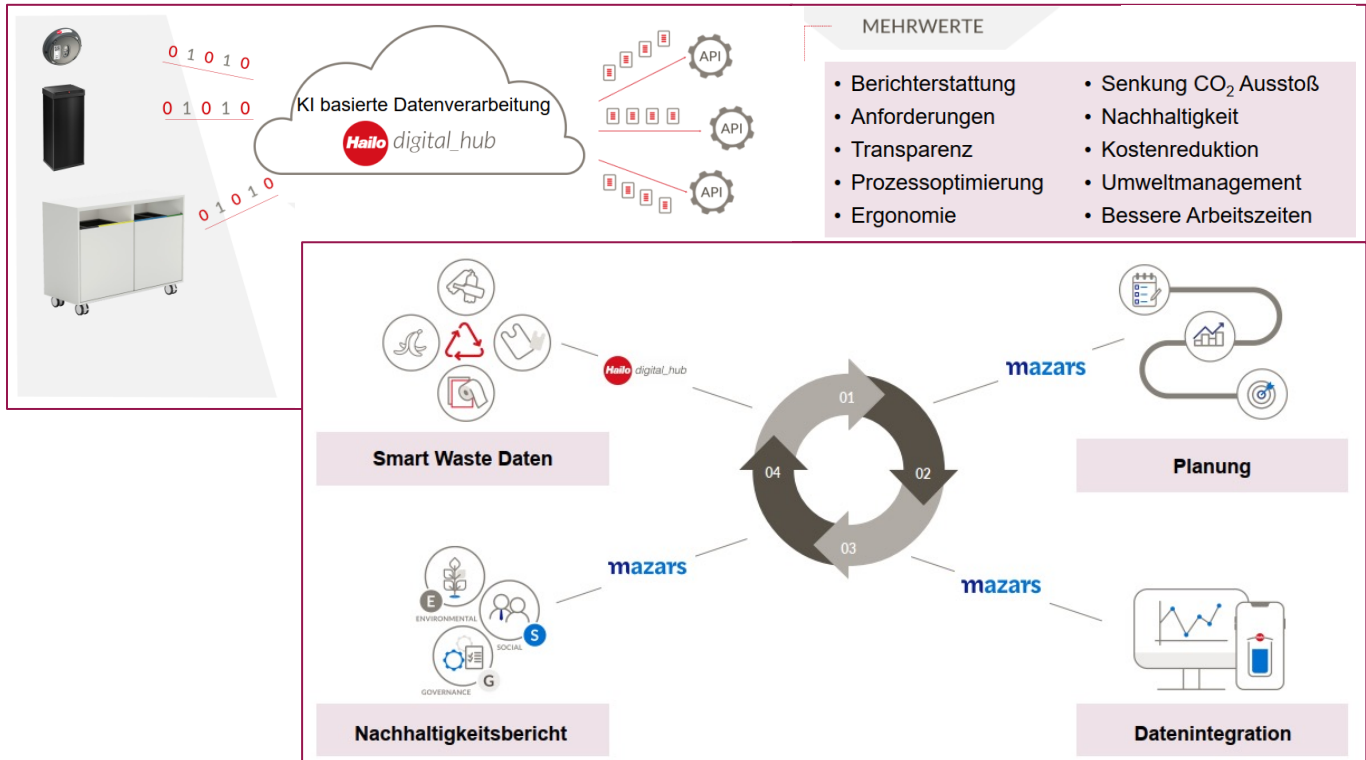 0 1 0 1 0
0 1 0 1 0
0 1 0 1 0
KI basierte Datenverarbeitung
Hailo digital_hub
API
API
API
MEHRWERTE
• Berichterstattung
• Anforderungen
• Transparenz
• Prozessoptimierung
• Ergonomie
• Senkung CO₂ Ausstoß
• Nachhaltigkeit
• Kostenreduktion
• Umweltmanagement
• Bessere Arbeitszeiten
Hailo digital_hub
Smart Waste Daten
01
02
03
04
mazars
Planung
mazars
E
ENVIRONMENTAL
S
SOCIAL
G
GOVERNANCE
Nachhaltigkeitsbericht
mazars
Datenintegration